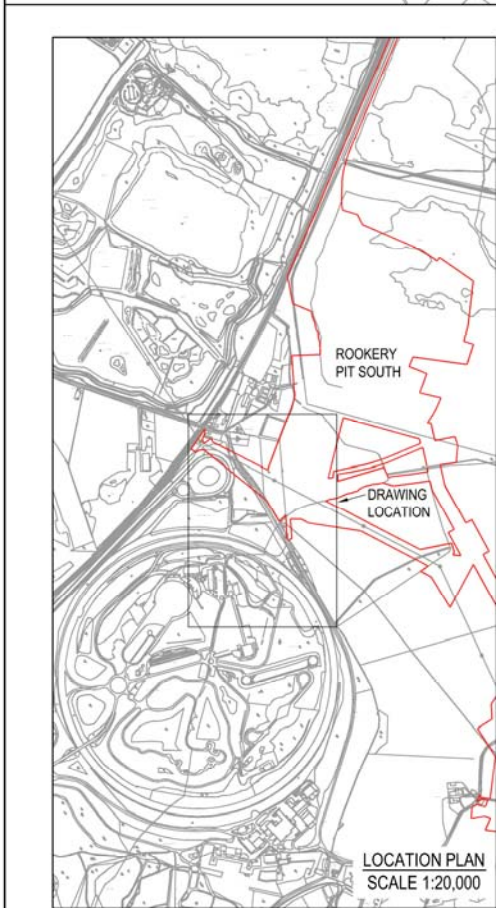 ROOKERY
PIT SOUTH
DRAWING
LOCATION
LOCATION PLAN
SCALE 1:20,000